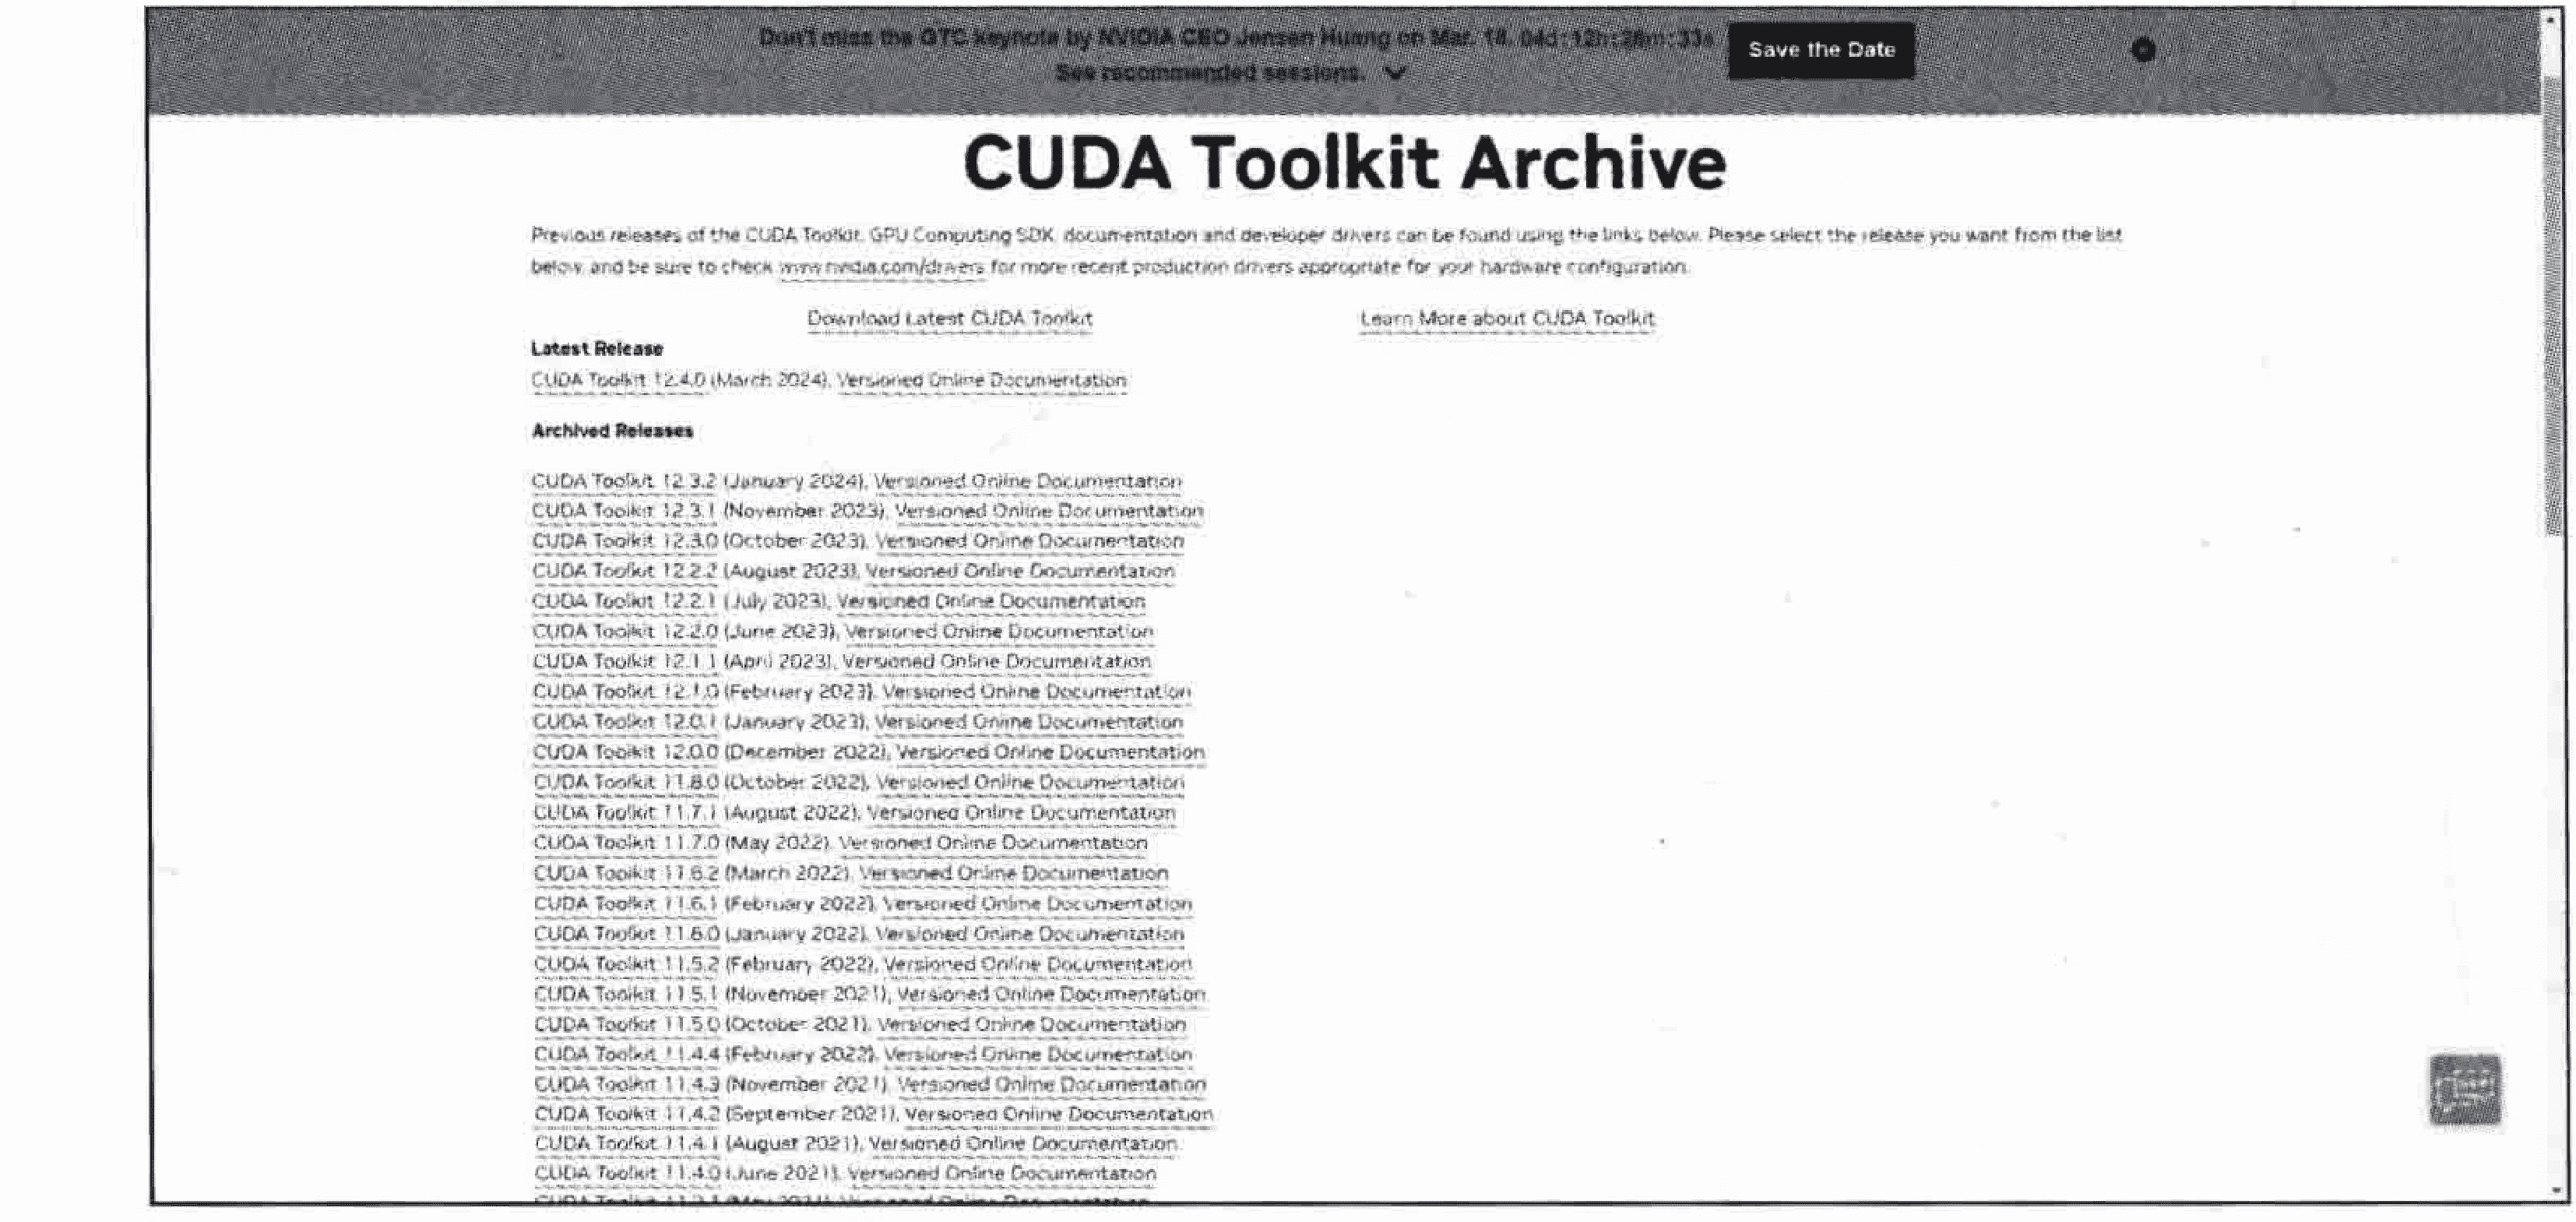 Don't miss the GTC keynote by NVIDIA CEO Jensen Huang on Mar. 18. 04d:12h:28m:33s
Save the Date
See recommended sessions.
CUDA Toolkit Archive
Previous releases of the CUDA Toolkit, GPU Computing SDK, documentation and developer drivers can be found using the links below. Please select the release you want from the list
below, and be sure to check www.nvidia.com/drivers for more recent production drivers appropriate for your hardware configuration.
Download Latest CUDA Toolkit
Learn More about CUDA Toolkit
Latest Release
CUDA Toolkit 12.4.0 (March 2024), Versioned Online Documentation
Archived Releases
CUDA Toolkit 12.3.2 (January 2024), Versioned Online Documentation
CUDA Toolkit 12.3.1 (November 2023), Versioned Online Documentation
CUDA Toolkit 12.3.0 (October 2023), Versioned Online Documentation
CUDA Toolkit 12.2.2 (August 2023), Versioned Online Documentation
CUDA Toolkit 12.2.1 (July 2023), Versioned Online Documentation
CUDA Toolkit 12.2.0 (June 2023), Versioned Online Documentation
CUDA Toolkit 12.1.1 (April 2023), Versioned Online Documentation
CUDA Toolkit 12.1.0 (February 2023), Versioned Online Documentation
CUDA Toolkit 12.0.1 (January 2023), Versioned Online Documentation
CUDA Toolkit 12.0.0 (December 2022), Versioned Online Documentation
CUDA Toolkit 11.8.0 (October 2022), Versioned Online Documentation
CUDA Toolkit 11.7.1 (August 2022), Versioned Online Documentation
CUDA Toolkit 11.7.0 (May 2022), Versioned Online Documentation
CUDA Toolkit 11.6.2 (March 2022), Versioned Online Documentation
CUDA Toolkit 11.6.1 (February 2022), Versioned Online Documentation
CUDA Toolkit 11.6.0 (January 2022), Versioned Online Documentation
CUDA Toolkit 11.5.2 (February 2022), Versioned Online Documentation
CUDA Toolkit 11.5.1 (November 2021), Versioned Online Documentation
CUDA Toolkit 11.5.0 (October 2021), Versioned Online Documentation
CUDA Toolkit 11.4.4 (February 2022), Versioned Online Documentation
CUDA Toolkit 11.4.3 (November 2021), Versioned Online Documentation
CUDA Toolkit 11.4.2 (September 2021), Versioned Online Documentation
CUDA Toolkit 11.4.1 (August 2021), Versioned Online Documentation
CUDA Toolkit 11.4.0 (June 2021), Versioned Online Documentation